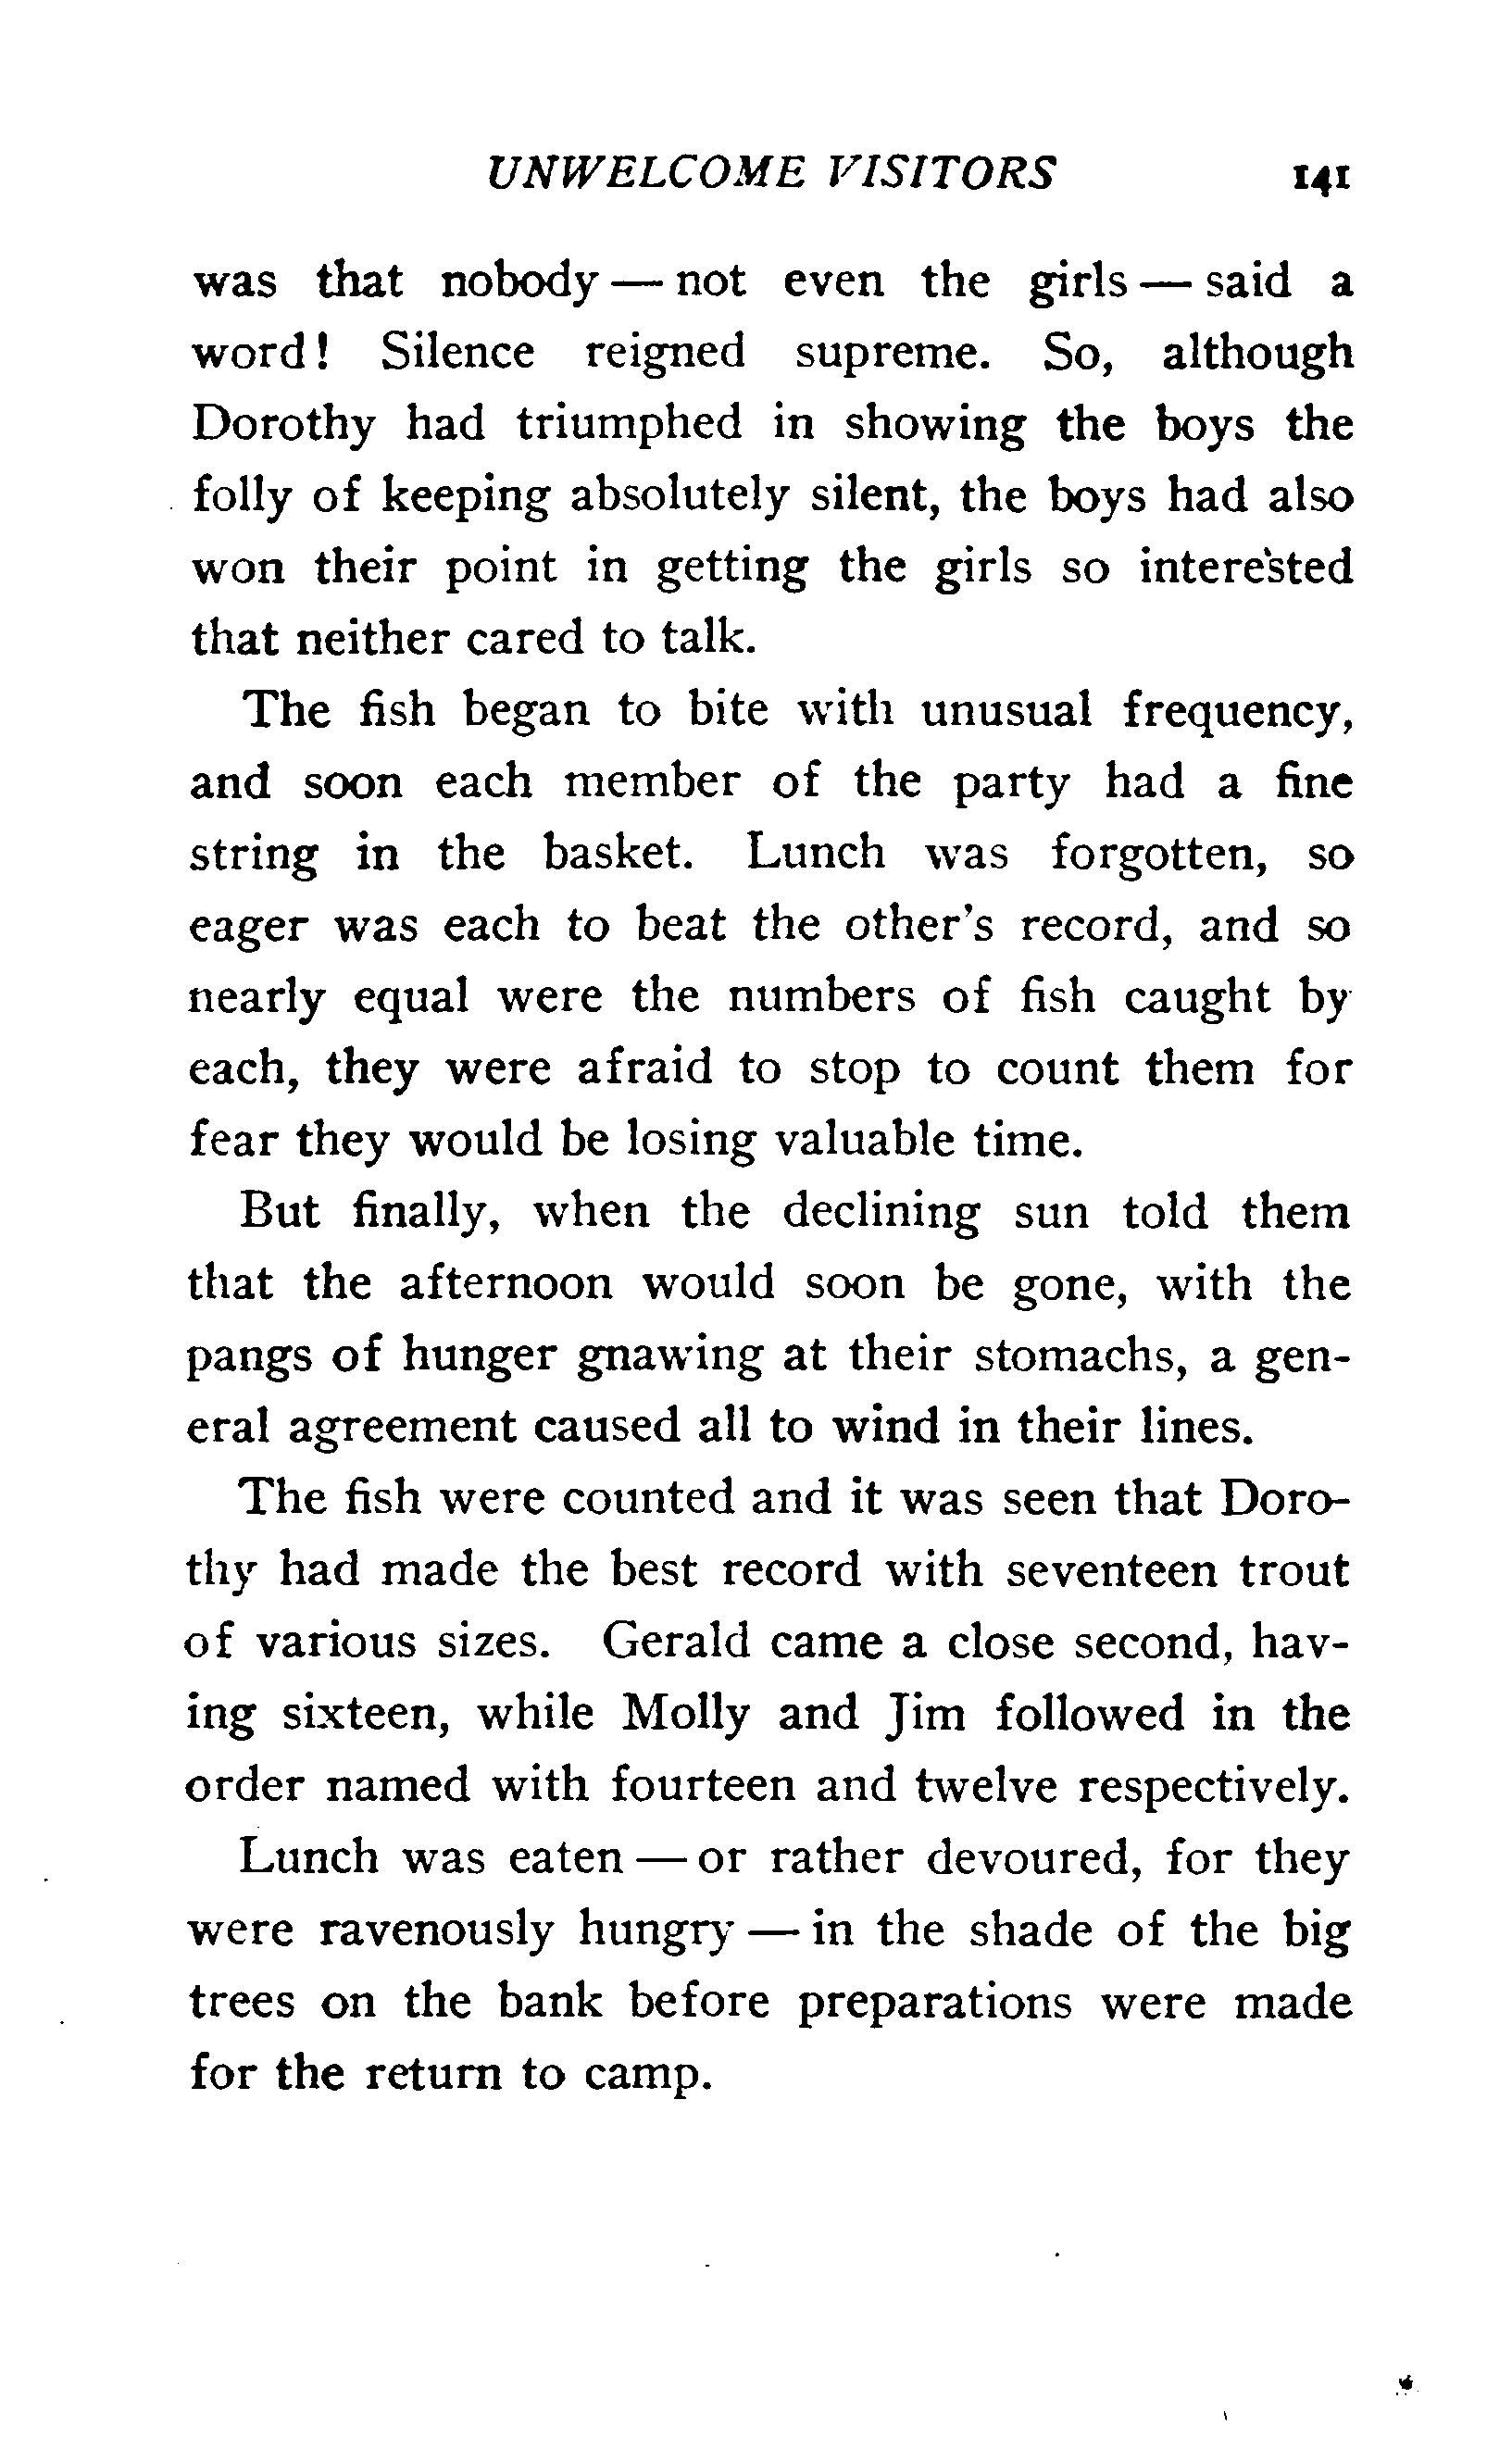 UNWELCOME VISITORS 141
was that nobody — not even the girls — said a
word! Silence reigned supreme. So, although
Dorothy had triumphed in showing the boys the
folly of keeping absolutely silent, the boys had also
won their point in getting the girls so interested
that neither cared to talk.
The fish began to bite with unusual frequency,
and soon each member of the party had a fine
string in the basket. Lunch was forgotten, so
eager was each to beat the other's record, and so
nearly equal were the numbers of fish caught by
each, they were afraid to stop to count them for
fear they would be losing valuable time.
But finally, when the declining sun told them
that the afternoon would soon be gone, with the
pangs of hunger gnawing at their stomachs, a gen-
eral agreement caused all to wind in their lines.
The fish were counted and it was seen that Doro-
thy had made the best record with seventeen trout
of various sizes. Gerald came a close second, hav-
ing sixteen, while Molly and Jim followed in the
order named with fourteen and twelve respectively.
Lunch was eaten — or rather devoured, for they
were ravenously hungry — in the shade of the big
trees on the bank before preparations were made
for the return to camp.